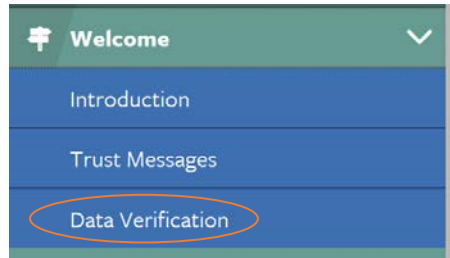 Welcome
Introduction
Trust Messages
Data Verification